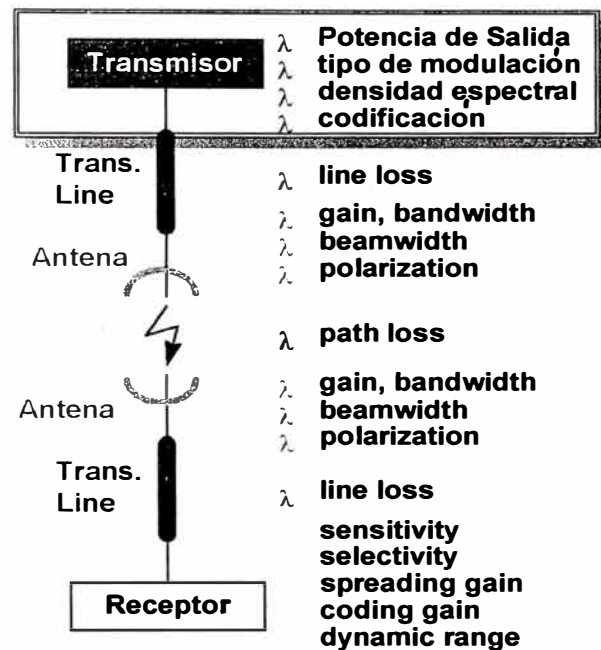 Transmisor
λ Potencia de Salida
λ tipo de modulación
λ densidad espectral
λ codificación
Trans.
Line
λ line loss
Antena
λ gain, bandwidth
λ beamwidth
λ polarization
λ path loss
Antena
λ gain, bandwidth
λ beamwidth
λ polarization
Trans.
Line
λ line loss
Receptor
sensitivity
selectivity
spreading gain
coding gain
dynamic range